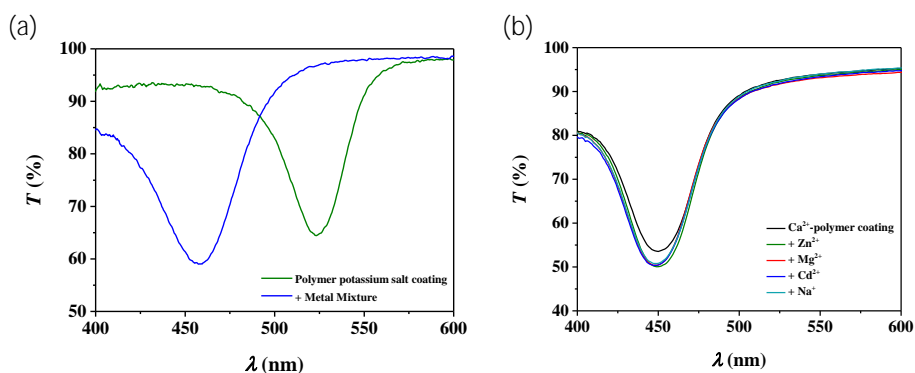 (a)
100
90
80
70
60
50
T (%)
400 450 500 550 600
λ (nm)
Polymer potassium salt coating
+ Metal Mixture
(b)
100
90
80
70
60
50
40
T (%)
400 450 500 550 600
λ (nm)
Ca²⁺-polymer coating
+ Zn²⁺
+ Mg²⁺
+ Cd²⁺
+ Na⁺